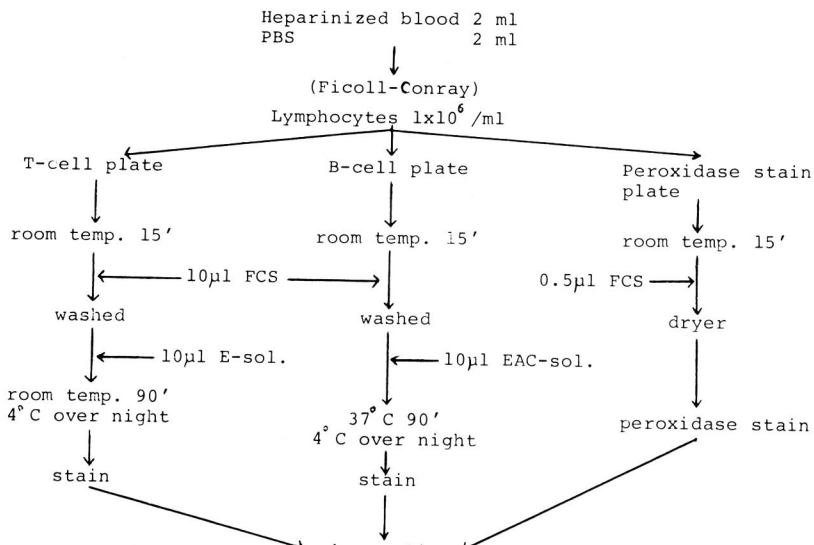 Heparinized blood 2 ml
PBS 2 ml
(Ficoll-Conray)
Lymphocytes 1x10⁶/ml
T-cell plate
B-cell plate
Peroxidase stain
plate
room temp. 15′
room temp. 15′
room temp. 15′
10µl FCS
0.5µl FCS
washed
washed
dryer
10µl E-sol.
10µl EAC-sol.
room temp. 90′
4°C over night
37°C 90′
4°C over night
peroxidase stain
stain
stain